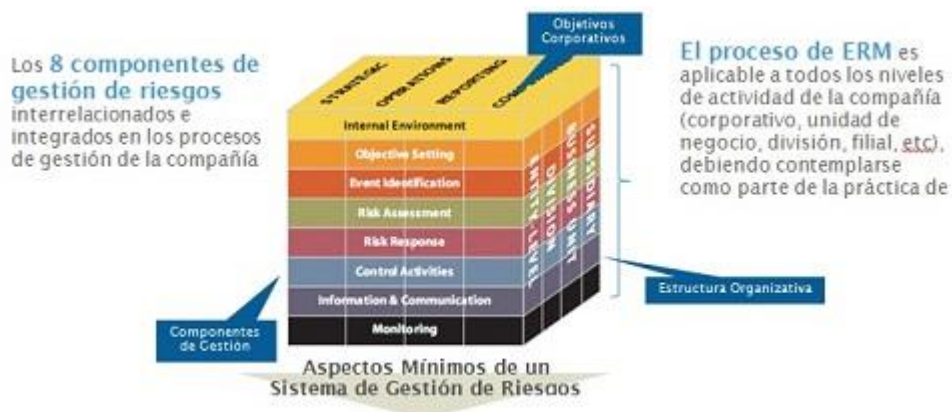 Objetivos
Corporativos
Los 8 componentes de
gestión de riesgos
interrelacionados e
integrados en los procesos
de gestión de la compañía
STRATEGIC
OPERATIONS
REPORTING
COMPLIANCE
Internal Environment
Objective Setting
Event Identification
Risk Assessment
Risk Response
Control Activities
Information & Communication
Monitoring
ENTITY-LEVEL
DIVISION
BUSINESS UNIT
SUBSIDIARY
El proceso de ERM es
aplicable a todos los niveles
de actividad de la compañía
(corporativo, unidad de
negocio, división, filial, etc),
debiendo contemplarse
como parte de la práctica de
Estructura Organizativa
Componentes
de Gestión
Aspectos Mínimos de un
Sistema de Gestión de Riesgos